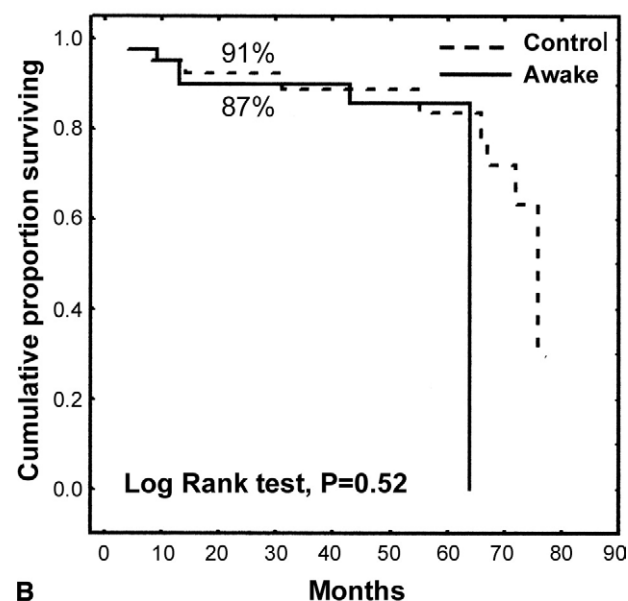 1.0
0.8
0.6
0.4
0.2
0.0
Cumulative proportion surviving
91%
87%
Control
Awake
Log Rank test, P=0.52
0 10 20 30 40 50 60 70 80 90
B Months